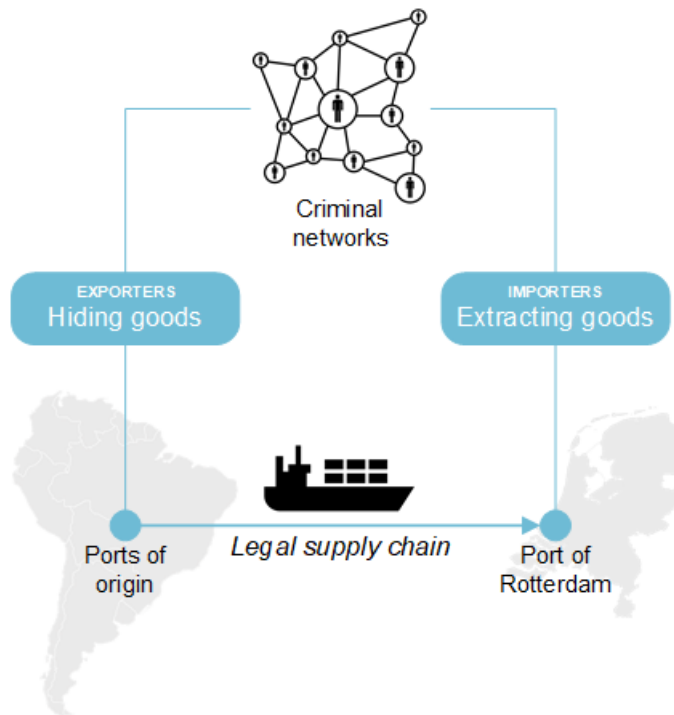 Criminal
networks
EXPORTERS
Hiding goods
IMPORTERS
Extracting goods
Legal supply chain
Ports of
origin
Port of
Rotterdam